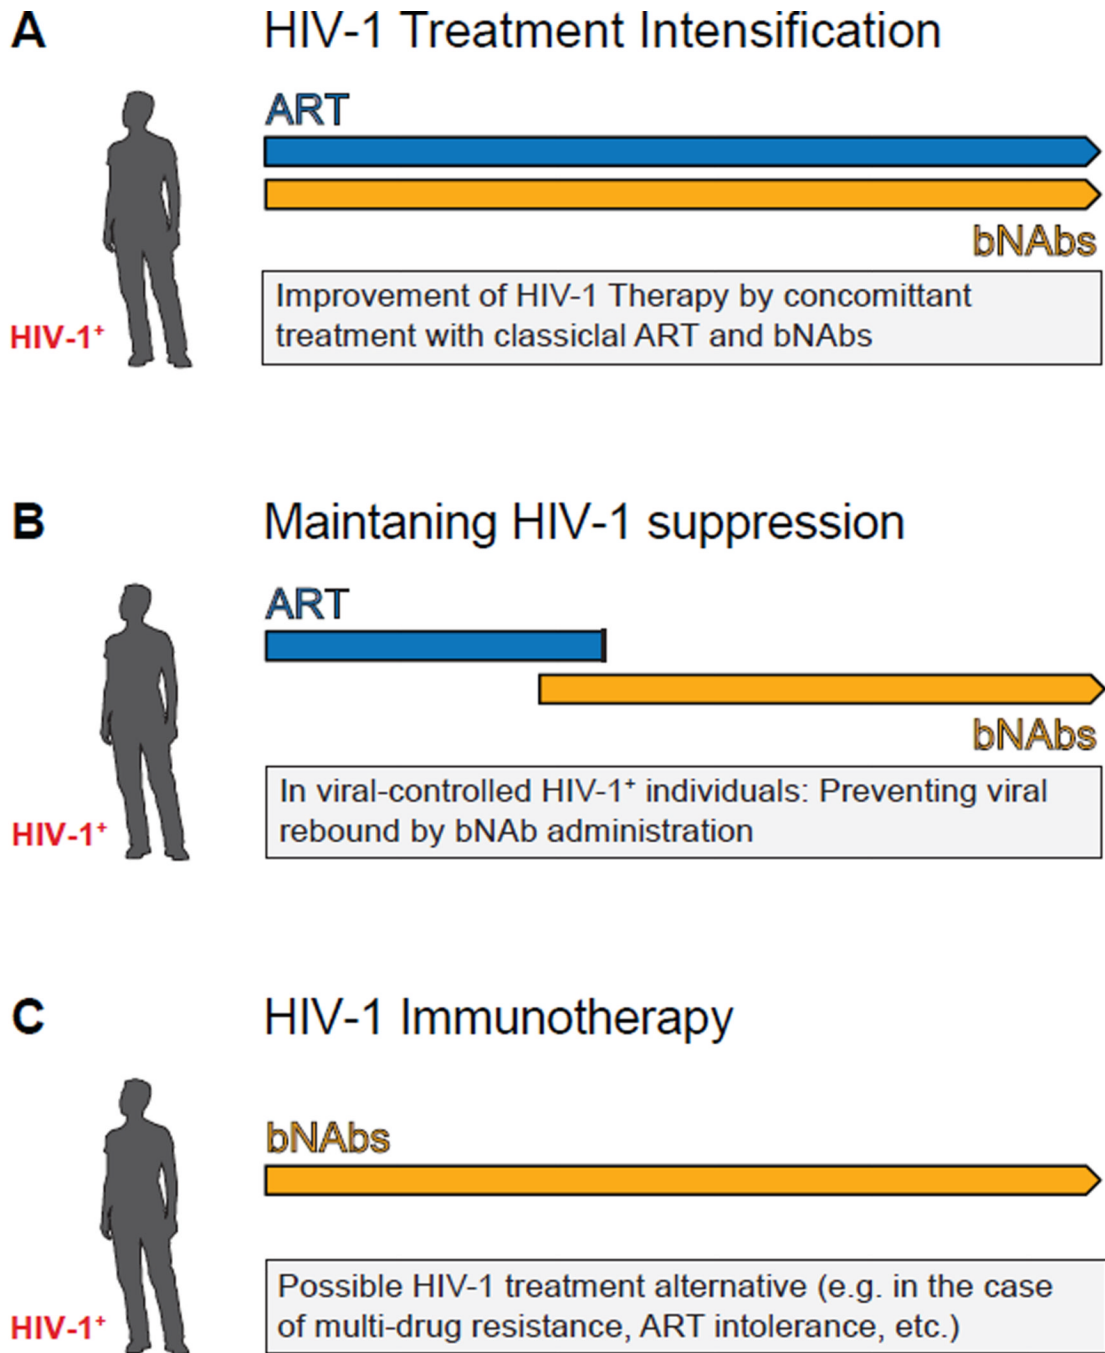 A
HIV-1 Treatment Intensification
ART
bNAbs
Improvement of HIV-1 Therapy by concomittant
treatment with classiclal ART and bNAbs
HIV-1⁺
B
Maintaning HIV-1 suppression
ART
bNAbs
In viral-controlled HIV-1⁺ individuals: Preventing viral
rebound by bNAb administration
HIV-1⁺
C
HIV-1 Immunotherapy
bNAbs
Possible HIV-1 treatment alternative (e.g. in the case
of multi-drug resistance, ART intolerance, etc.)
HIV-1⁺